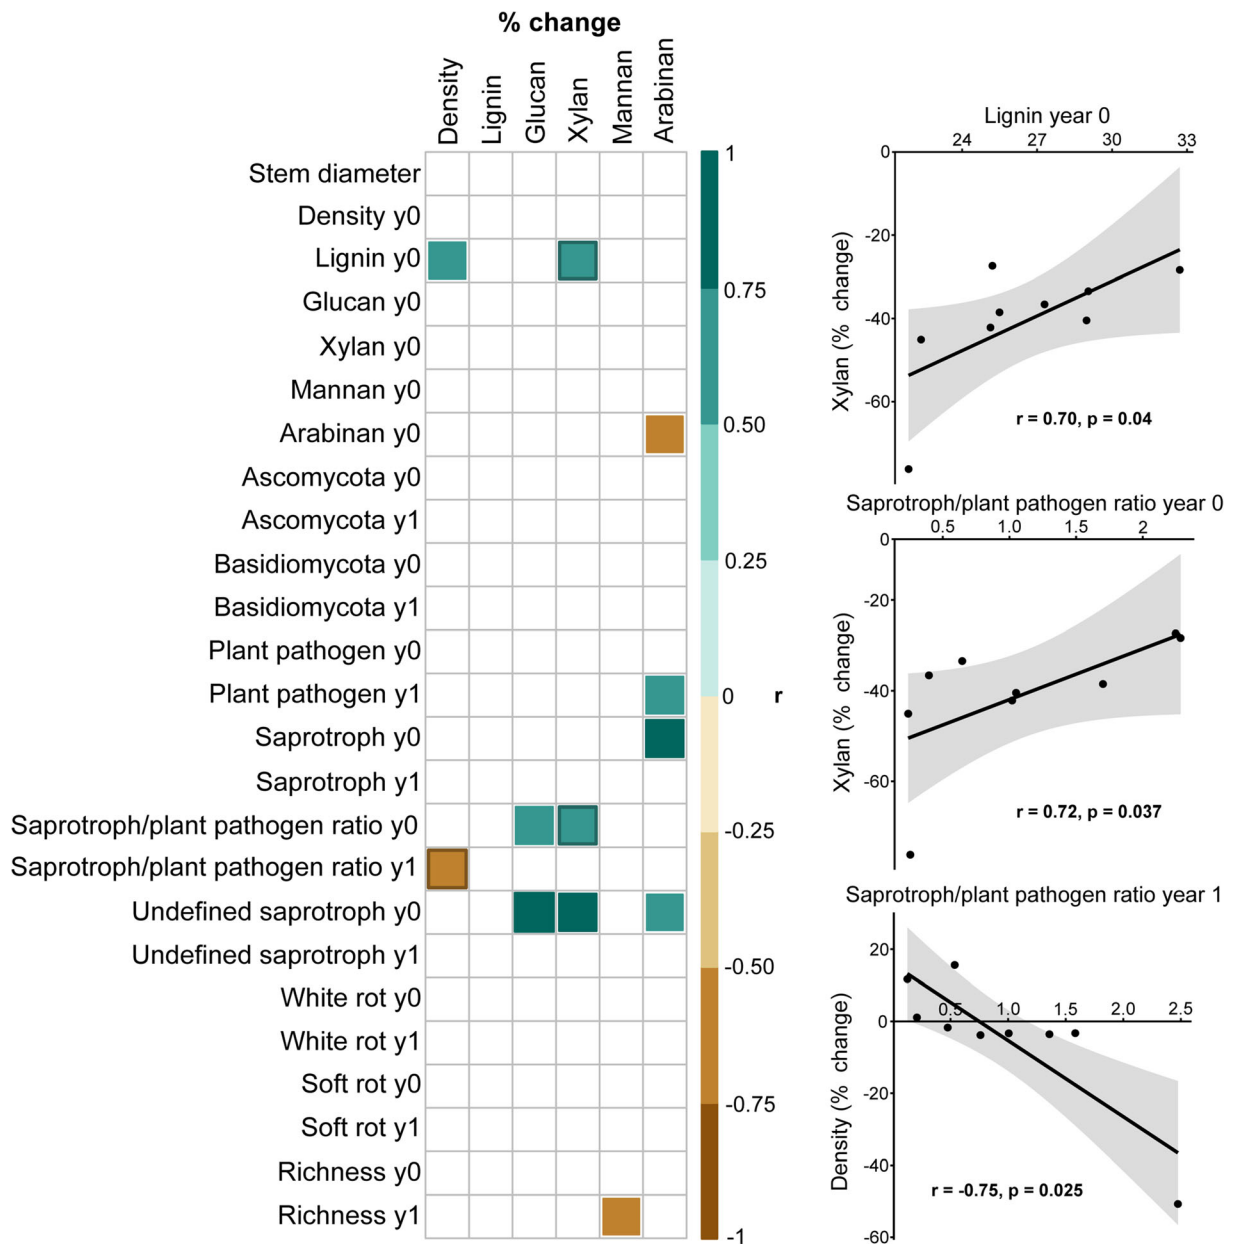 % change
Density
Lignin
Glucan
Xylan
Mannan
Arabinan
Stem diameter
Density y0
Lignin y0
Glucan y0
Xylan y0
Mannan y0
Arabinan y0
Ascomycota y0
Ascomycota y1
Basidiomycota y0
Basidiomycota y1
Plant pathogen y0
Plant pathogen y1
Saprotroph y0
Saprotroph y1
Saprotroph/plant pathogen ratio y0
Saprotroph/plant pathogen ratio y1
Undefined saprotroph y0
Undefined saprotroph y1
White rot y0
White rot y1
Soft rot y0
Soft rot y1
Richness y0
Richness y1
1
0.75
0.50
0.25
0
r
-0.25
-0.50
-0.75
-1
Lignin year 0
24 27 30 33
0
-20
-40
-60
Xylan (% change)
r = 0.70, p = 0.04
Saprotroph/plant pathogen ratio year 0
0.5 1.0 1.5 2
0
-20
-40
-60
Xylan (% change)
r = 0.72, p = 0.037
Saprotroph/plant pathogen ratio year 1
20
0.5 1.0 1.5 2.0 2.5
0
-20
-40
-60
Density (% change)
r = -0.75, p = 0.025